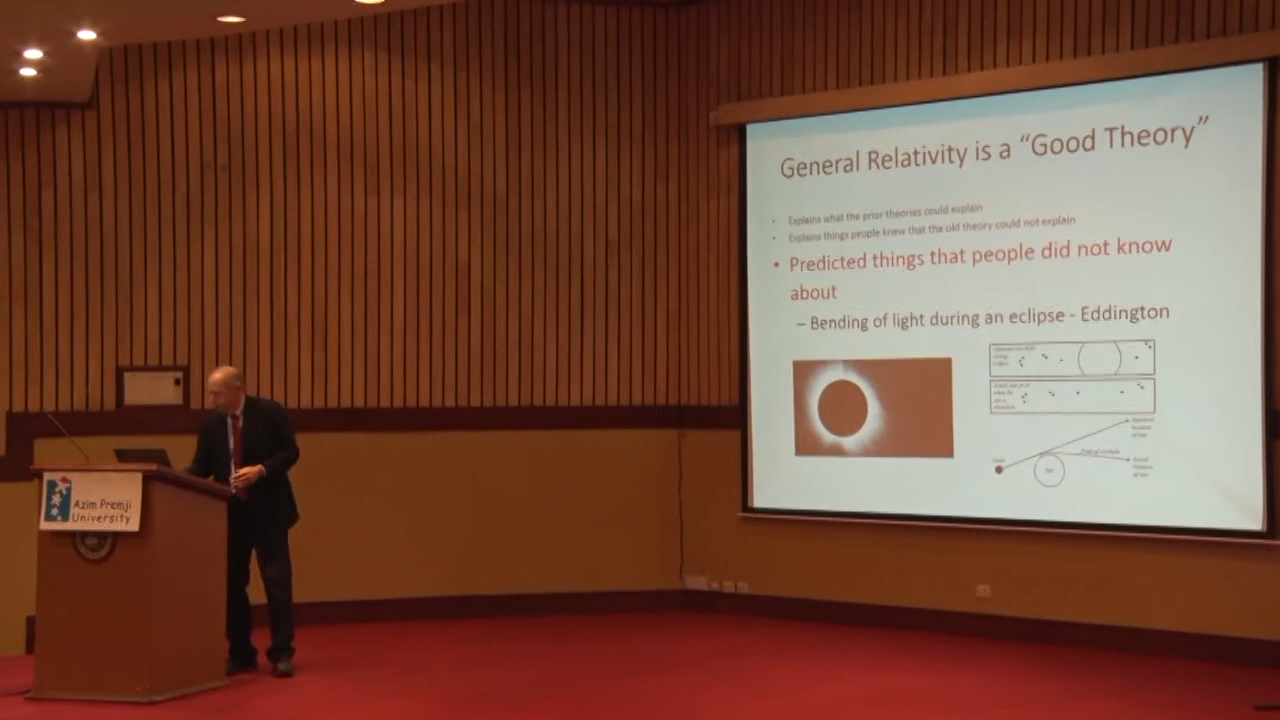 General Relativity is a “Good Theory”
• Explains what the prior theories could explain
• Explains things people knew that the old theory could not explain
• Predicted things that people did not know
about
– Bending of light during an eclipse - Eddington
Azim Premji
University